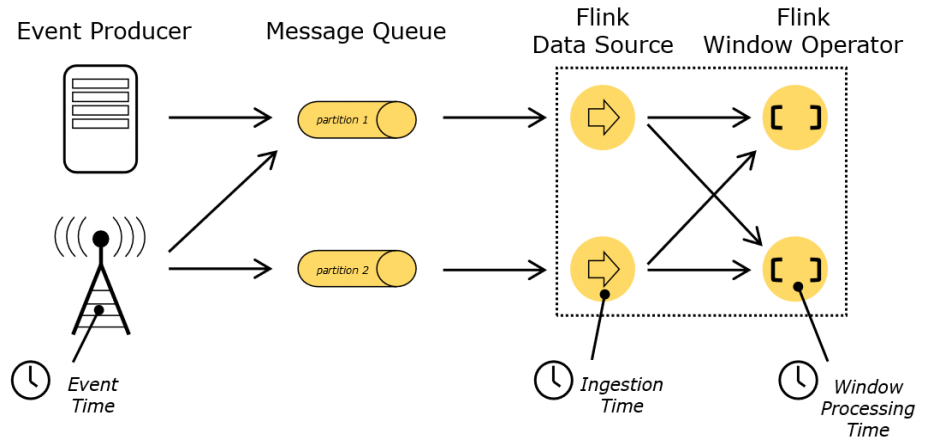 Event Producer
Message Queue
Flink
Data Source
Flink
Window Operator
partition 1
partition 2
Event
Time
Ingestion
Time
Window
Processing
Time